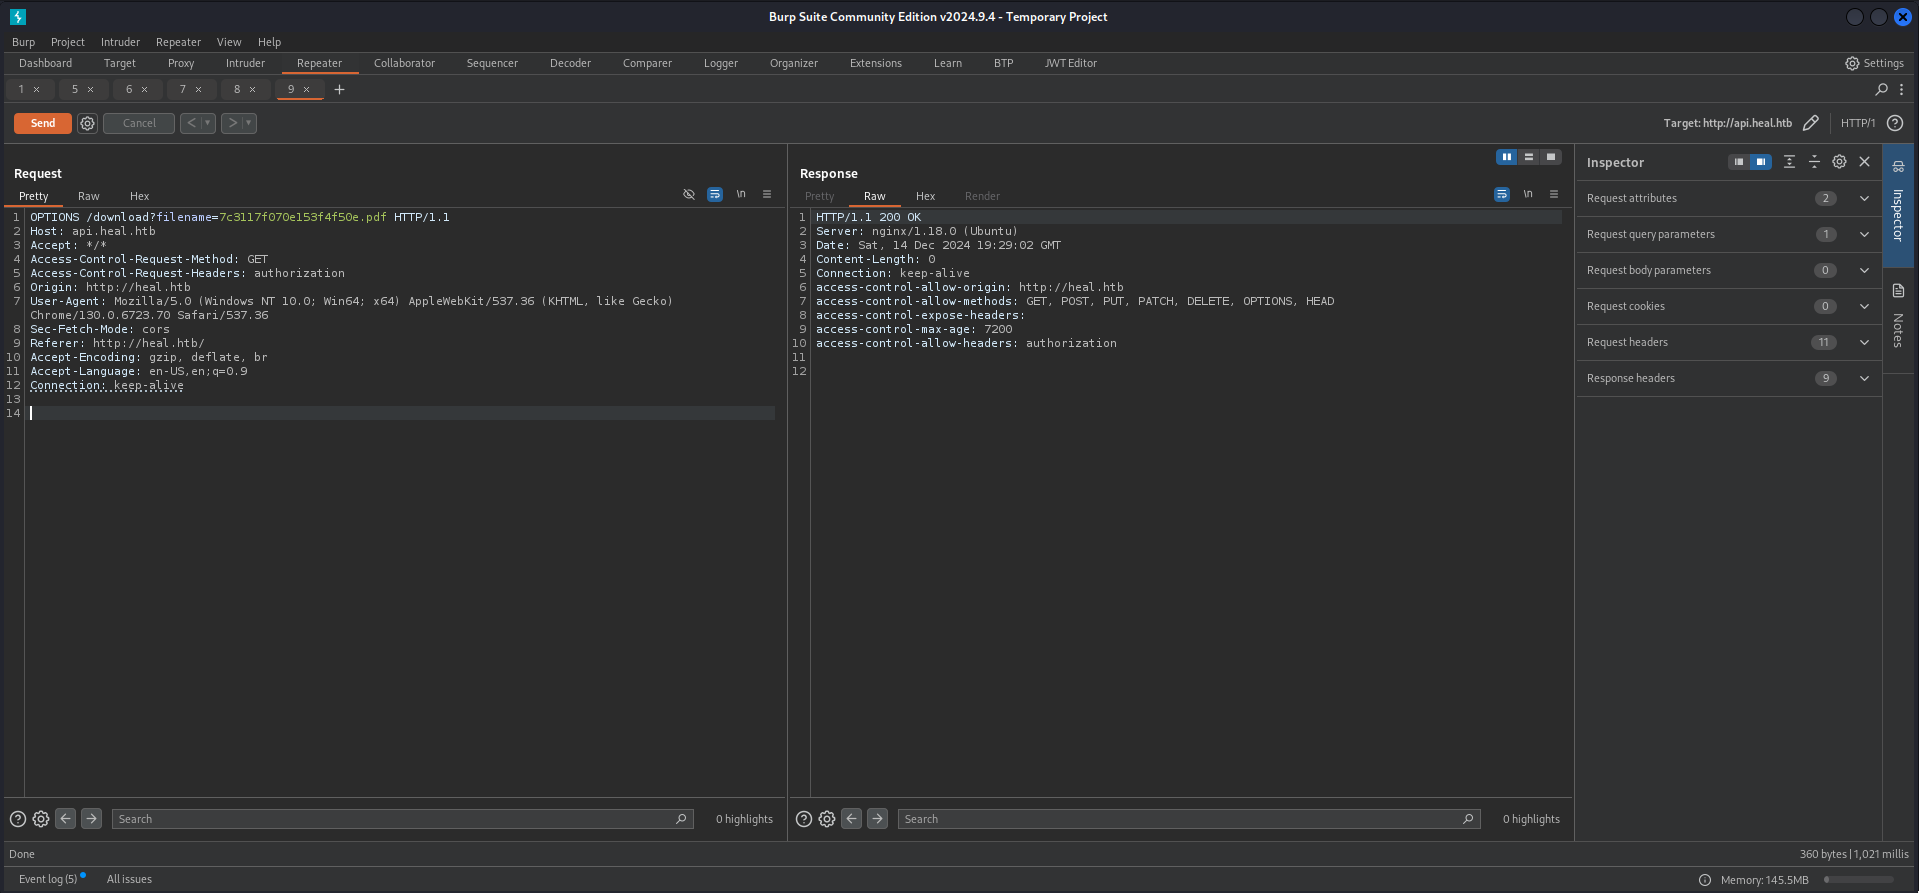 Burp Suite Community Edition v2024.9.4 - Temporary Project
Burp Project Intruder Repeater View Help
Dashboard Target Proxy Intruder Repeater Collaborator Sequencer Decoder Comparer Logger Organizer Extensions Learn BTP JWT Editor Settings
1 × 5 × 6 × 7 × 8 × 9 × +
Send Cancel < > Target: http://api.heal.htb HTTP/1
Request
Pretty Raw Hex \n
1 OPTIONS /download?filename=7c3117f070e153f4f50e.pdf HTTP/1.1
2 Host: api.heal.htb
3 Accept: */*
4 Access-Control-Request-Method: GET
5 Access-Control-Request-Headers: authorization
6 Origin: http://heal.htb
7 User-Agent: Mozilla/5.0 (Windows NT 10.0; Win64; x64) AppleWebKit/537.36 (KHTML, like Gecko)
Chrome/130.0.6723.70 Safari/537.36
8 Sec-Fetch-Mode: cors
9 Referer: http://heal.htb/
10 Accept-Encoding: gzip, deflate, br
11 Accept-Language: en-US,en;q=0.9
12 Connection: keep-alive
13
14
Search 0 highlights
Response
Pretty Raw Hex Render \n
1 HTTP/1.1 200 OK
2 Server: nginx/1.18.0 (Ubuntu)
3 Date: Sat, 14 Dec 2024 19:29:02 GMT
4 Content-Length: 0
5 Connection: keep-alive
6 access-control-allow-origin: http://heal.htb
7 access-control-allow-methods: GET, POST, PUT, PATCH, DELETE, OPTIONS, HEAD
8 access-control-expose-headers:
9 access-control-max-age: 7200
10 access-control-allow-headers: authorization
11
12
Search 0 highlights
Inspector
Request attributes 2
Request query parameters 1
Request body parameters 0
Request cookies 0
Request headers 11
Response headers 9
Inspector
Notes
Done 360 bytes | 1,021 millis
Event log (5) All issues Memory: 145.5MB